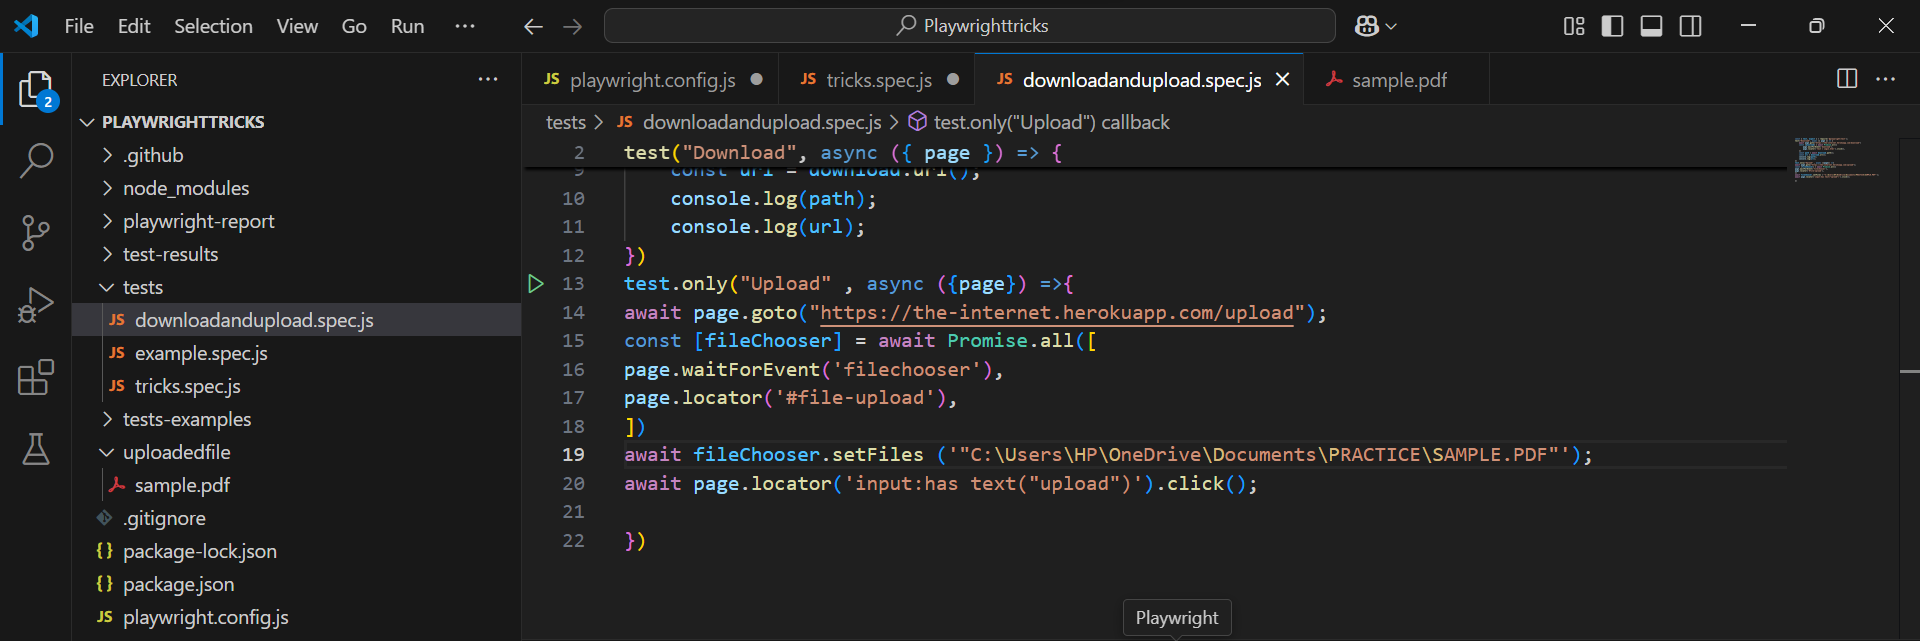 File Edit Selection View Go Run ··· Playwrighttricks
EXPLORER ···
2
PLAYWRIGHTTRICKS
.github
node_modules
playwright-report
test-results
tests
JS downloadandupload.spec.js
JS example.spec.js
JS tricks.spec.js
tests-examples
uploadedfile
sample.pdf
.gitignore
{} package-lock.json
{} package.json
JS playwright.config.js
JS playwright.config.js JS tricks.spec.js JS downloadandupload.spec.js sample.pdf ···
tests > JS downloadandupload.spec.js > test.only("Upload") callback
2 test("Download", async ({ page }) => {
9 const url = download.url();
10 console.log(path);
11 console.log(url);
12 })
13 test.only("Upload" , async ({page}) =>{
14 await page.goto("https://the-internet.herokuapp.com/upload");
15 const [fileChooser] = await Promise.all([
16 page.waitForEvent('filechooser'),
17 page.locator('#file-upload'),
18 ])
19 await fileChooser.setFiles ('"C:\Users\HP\OneDrive\Documents\PRACTICE\SAMPLE.PDF"');
20 await page.locator('input:has text("upload")').click();
21
22 })
Playwright